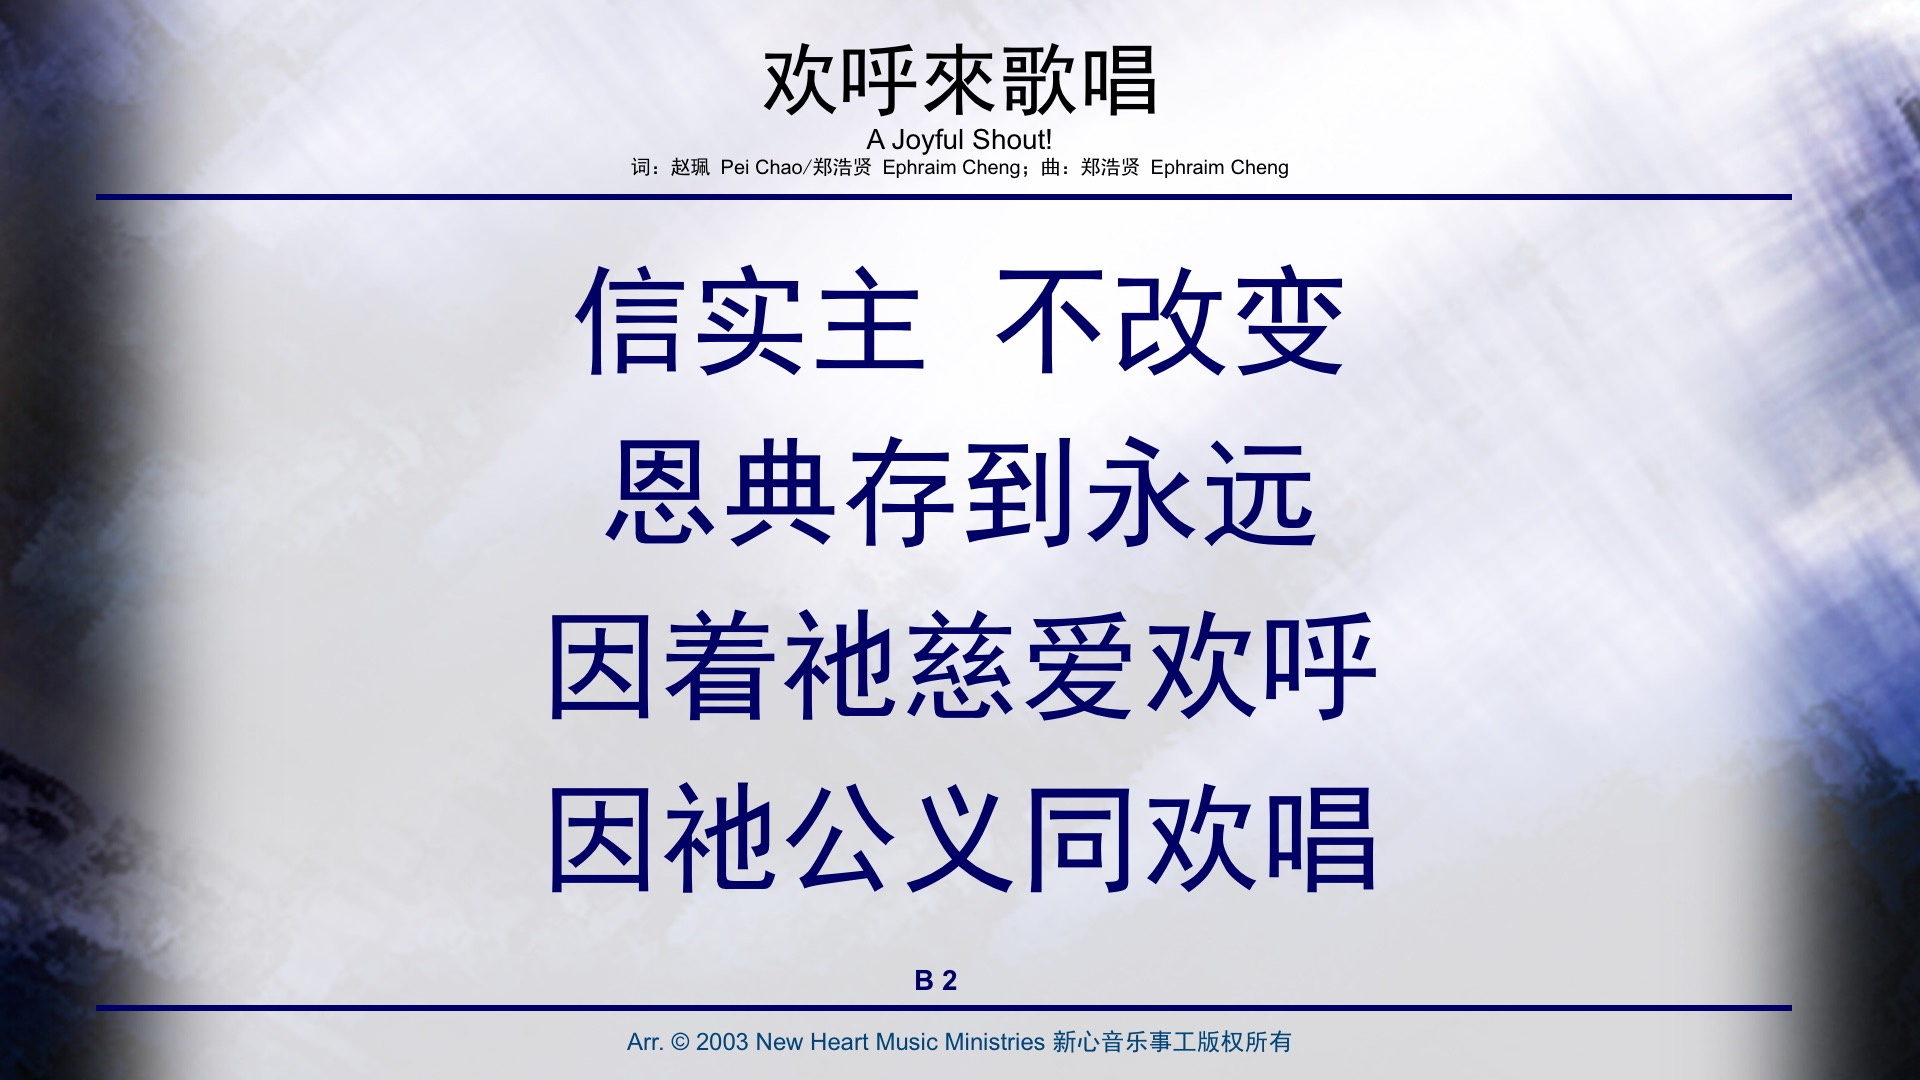 欢呼來歌唱
A Joyful Shout!
词：赵珮 Pei Chao/郑浩贤 Ephraim Cheng；曲：郑浩贤 Ephraim Cheng
信实主 不改变
恩典存到永远
因着祂慈爱欢呼
因祂公义同欢唱
B 2
Arr. © 2003 New Heart Music Ministries 新心音乐事工版权所有